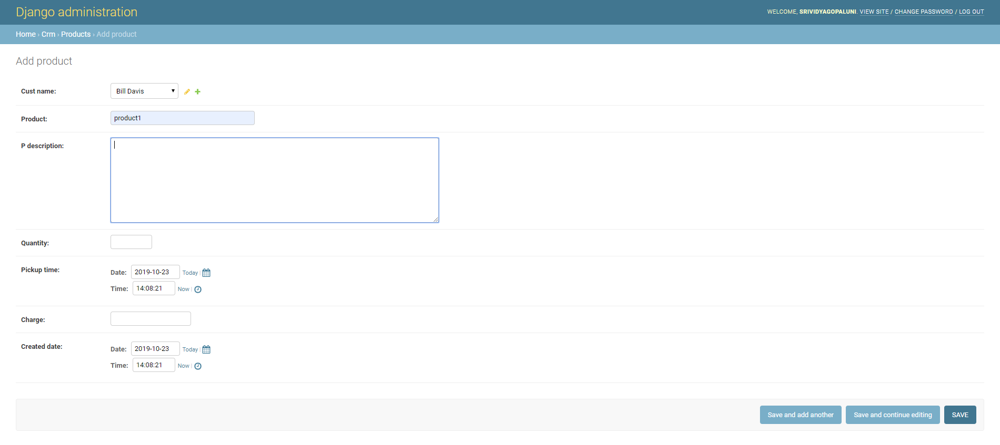 Django administration
WELCOME, SRIVIDYAGOPALUNI. VIEW SITE / CHANGE PASSWORD / LOG OUT
Home › Crm › Products › Add product
Add product
Cust name: Bill Davis
Product: product1
P description:
Quantity:
Pickup time: Date: 2019-10-23 Today |
Time: 14:08:21 Now |
Charge:
Created date: Date: 2019-10-23 Today |
Time: 14:08:21 Now |
Save and add another Save and continue editing SAVE